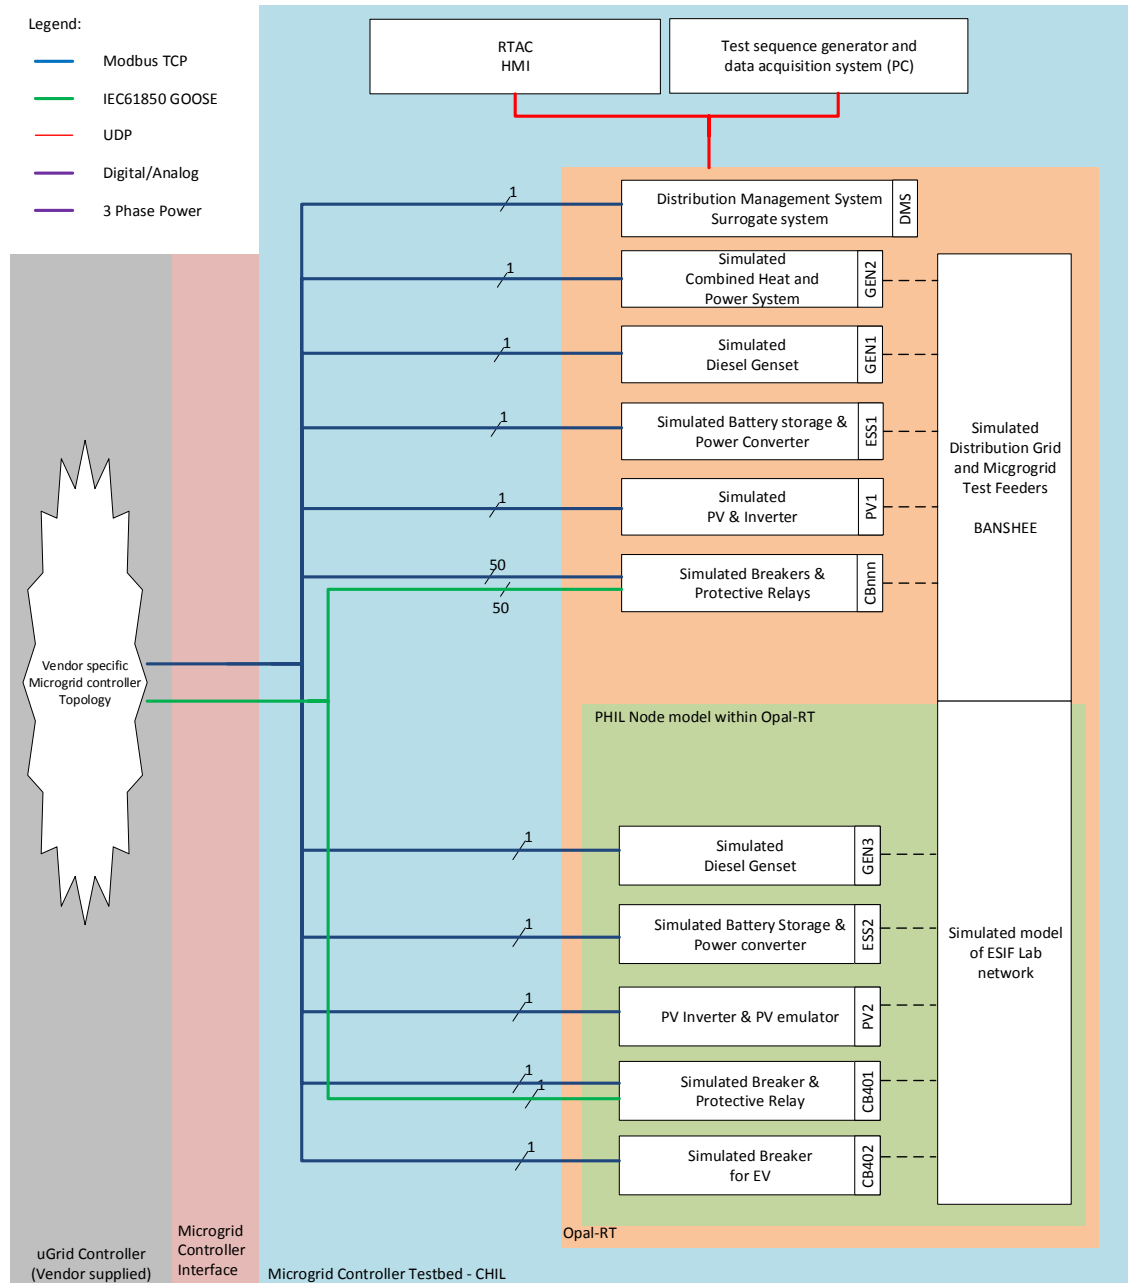 Legend:
Modbus TCP
IEC61850 GOOSE
UDP
Digital/Analog
3 Phase Power
RTAC
HMI
Test sequence generator and
data acquisition system (PC)
1
Distribution Management System
Surrogate system
DMS
1
Simulated
Combined Heat and
Power System
GEN2
1
Simulated
Diesel Genset
GEN1
1
Simulated Battery storage &
Power Converter
ESS1
1
Simulated
PV & Inverter
PV1
50
50
Simulated Breakers &
Protective Relays
CBnnn
Simulated
Distribution Grid
and Micgrogrid
Test Feeders
BANSHEE
Vendor specific
Microgrid controller
Topology
PHIL Node model within Opal-RT
1
Simulated
Diesel Genset
GEN3
1
Simulated Battery Storage &
Power converter
ESS2
1
PV Inverter & PV emulator
PV2
1
1
Simulated Breaker &
Protective Relay
CB401
1
Simulated Breaker
for EV
CB402
Simulated model
of ESIF Lab
network
Opal-RT
uGrid Controller
(Vendor supplied)
Microgrid
Controller
Interface
Microgrid Controller Testbed - CHIL